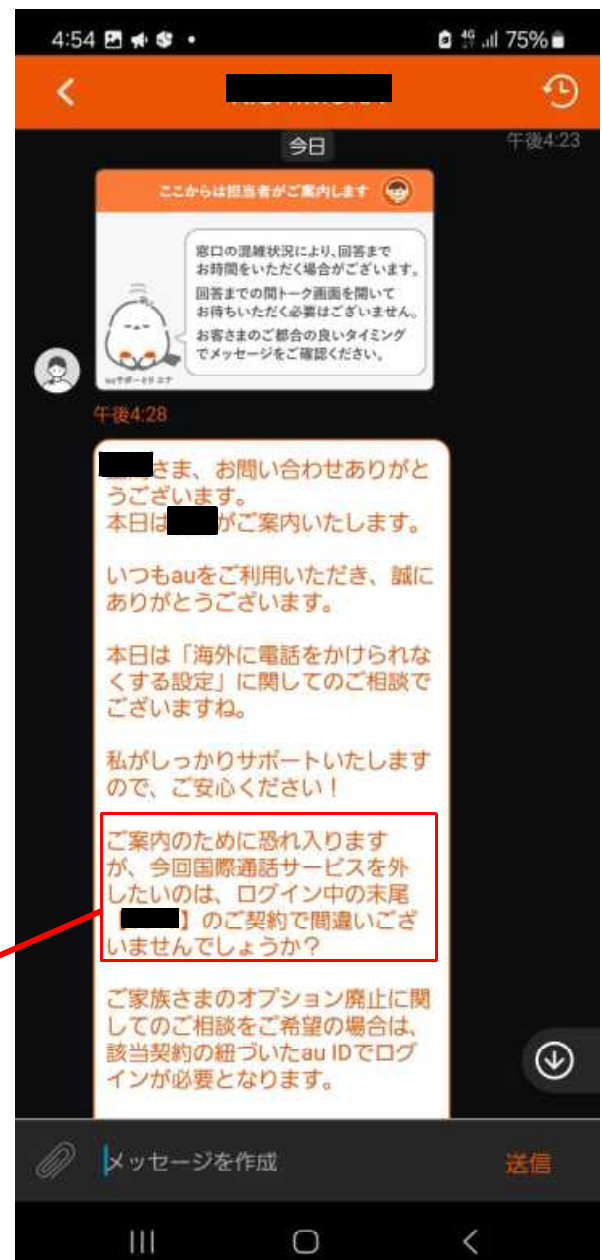 4:54
4G 75%
今日
午後4:23
ここからは担当者がご案内します
窓口の混雑状況により、回答まで
お時間をいただく場合がございます。
回答までの間トーク画面を開いて
お待ちいただく必要はございません。
お客さまのご都合の良いタイミング
でメッセージをご確認ください。
auサポートとり エナ
午後4:28
さま、お問い合わせありがと
うございます。
本日は がご案内いたします。
いつもauをご利用いただき、誠に
ありがとうございます。
本日は「海外に電話をかけられな
くする設定」に関してのご相談で
ございますね。
私がしっかりサポートいたします
ので、ご安心ください！
ご案内のために恐れ入ります
が、今回国際通話サービスを外
したいのは、ログイン中の末尾
【 】のご契約で間違いござ
いませんでしょうか？
ご家族さまのオプション廃止に関
してのご相談をご希望の場合は、
該当契約の紐づいたau IDでログ
インが必要となります。
メッセージを作成
送信